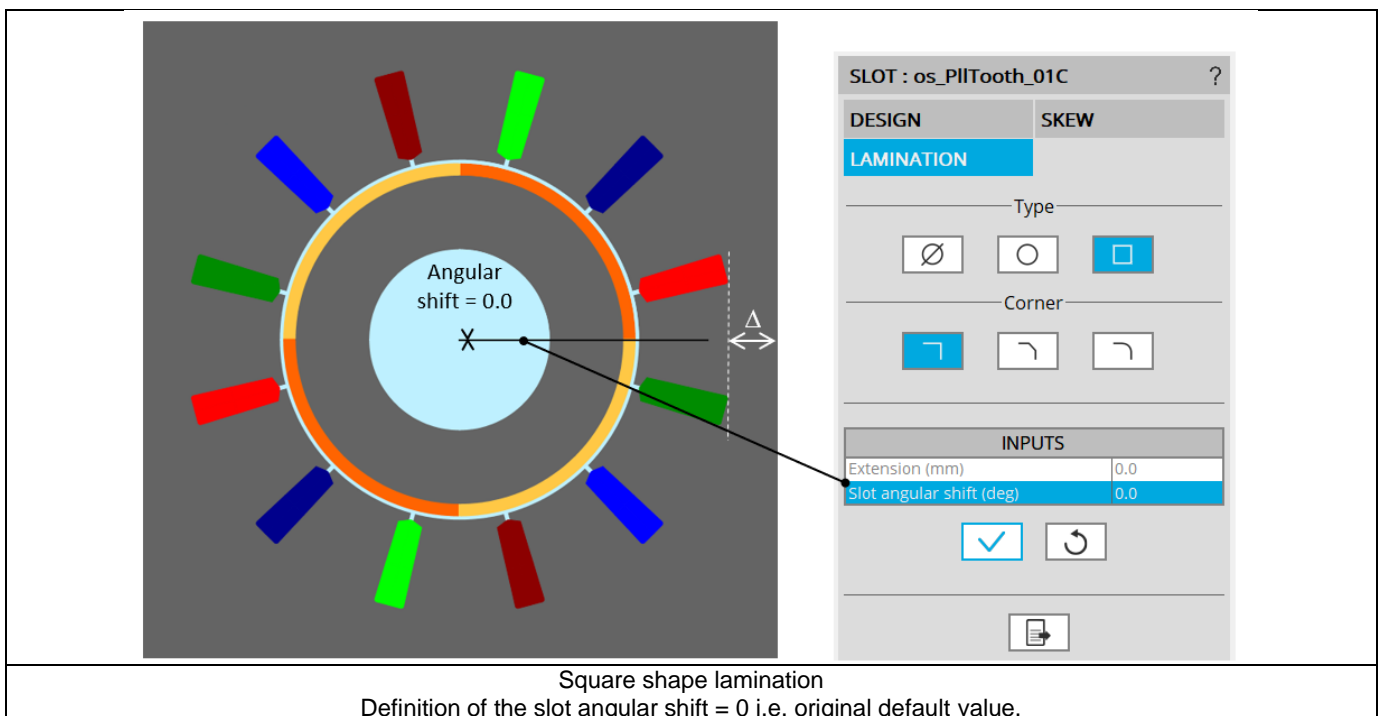 Angular
shift = 0.0
Δ
SLOT : os_PllTooth_01C ?
DESIGN SKEW
LAMINATION
Type
Corner
INPUTS
Extension (mm) 0.0
Slot angular shift (deg) 0.0
Square shape lamination
Definition of the slot angular shift = 0 i.e. original default value.